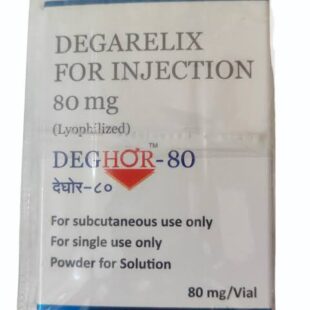 DEGARELIX
FOR INJECTION
80 mg
(Lyophilized)
DEGHOR™-80
देघोर-८०
For subcutaneous use only
For single use only
Powder for Solution
80 mg/Vial